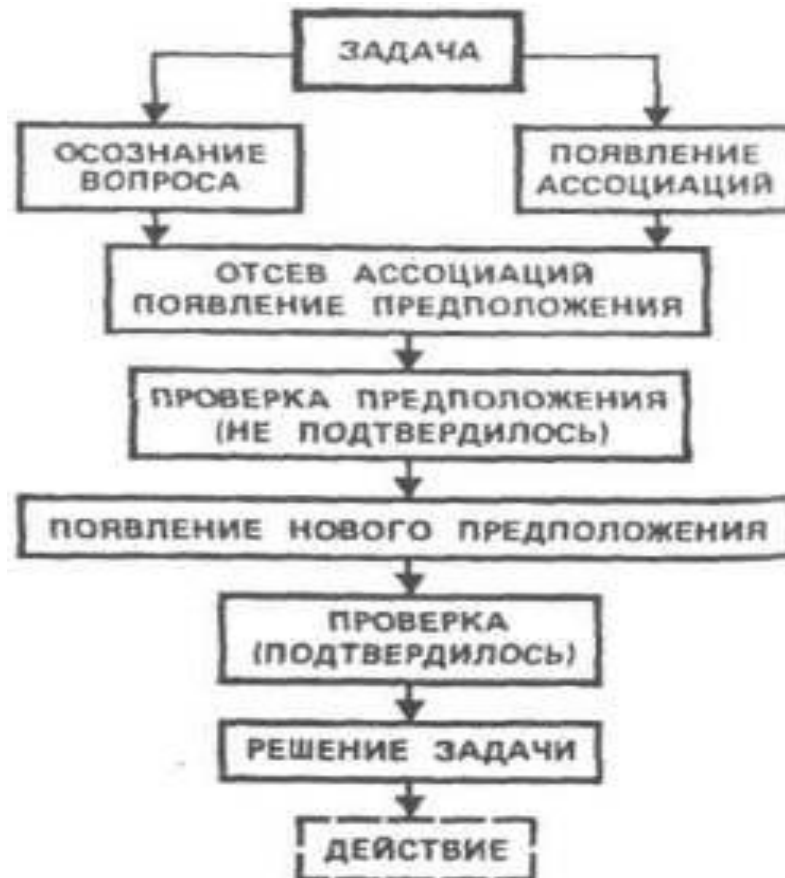 ЗАДАЧА
ОСОЗНАНИЕ
ВОПРОСА
ПОЯВЛЕНИЕ
АССОЦИАЦИЙ
ОТСЕВ АССОЦИАЦИЙ
ПОЯВЛЕНИЕ ПРЕДПОЛОЖЕНИЯ
ПРОВЕРКА ПРЕДПОЛОЖЕНИЯ
(НЕ ПОДТВЕРДИЛОСЬ)
ПОЯВЛЕНИЕ НОВОГО ПРЕДПОЛОЖЕНИЯ
ПРОВЕРКА
(ПОДТВЕРДИЛОСЬ)
РЕШЕНИЕ ЗАДАЧИ
ДЕЙСТВИЕ